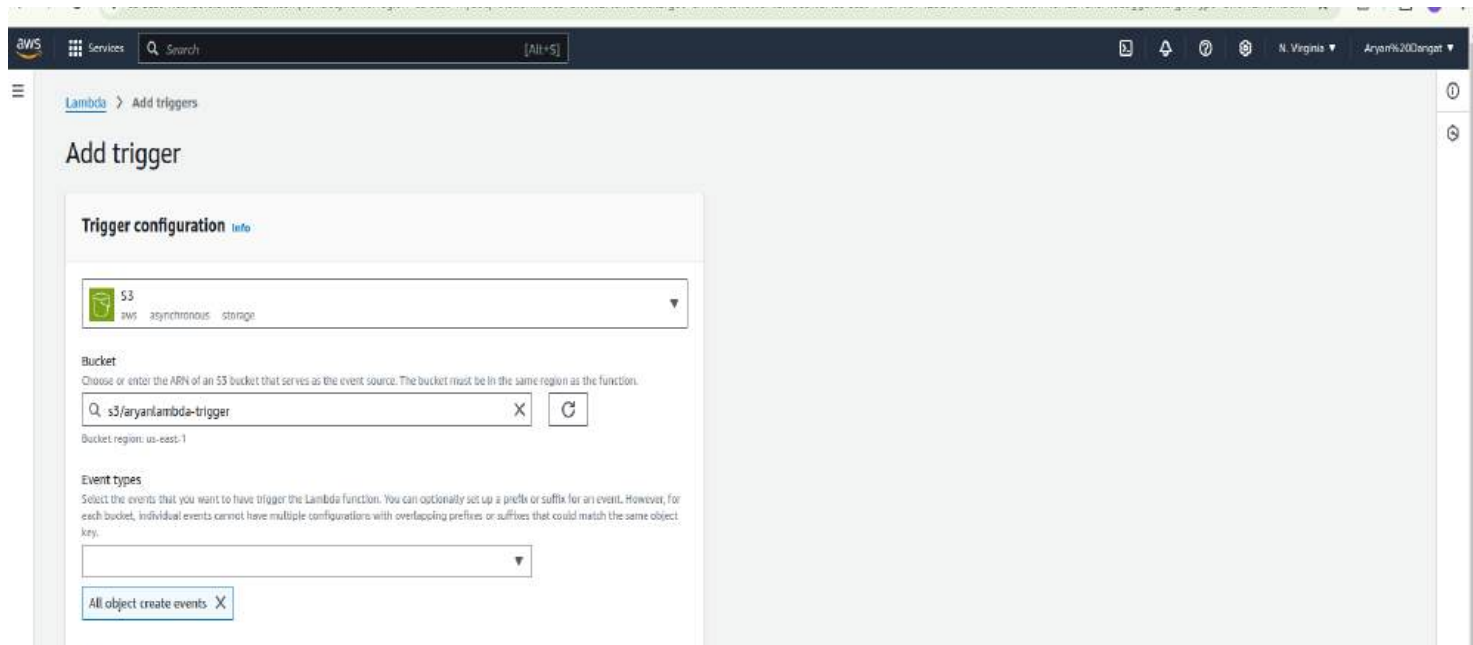 aws
Services
Search
[Alt+S]
N. Virginia
Aryan%20Dangat
Lambda
Add triggers
Add trigger
Trigger configuration Info
S3
aws asynchronous storage
Bucket
Choose or enter the ARN of an S3 bucket that serves as the event source. The bucket must be in the same region as the function.
s3/aryanlambda-trigger
Bucket region: us-east-1
Event types
Select the events that you want to have trigger the Lambda function. You can optionally set up a prefix or suffix for an event. However, for
each bucket, individual events cannot have multiple configurations with overlapping prefixes or suffixes that could match the same object
key.
All object create events